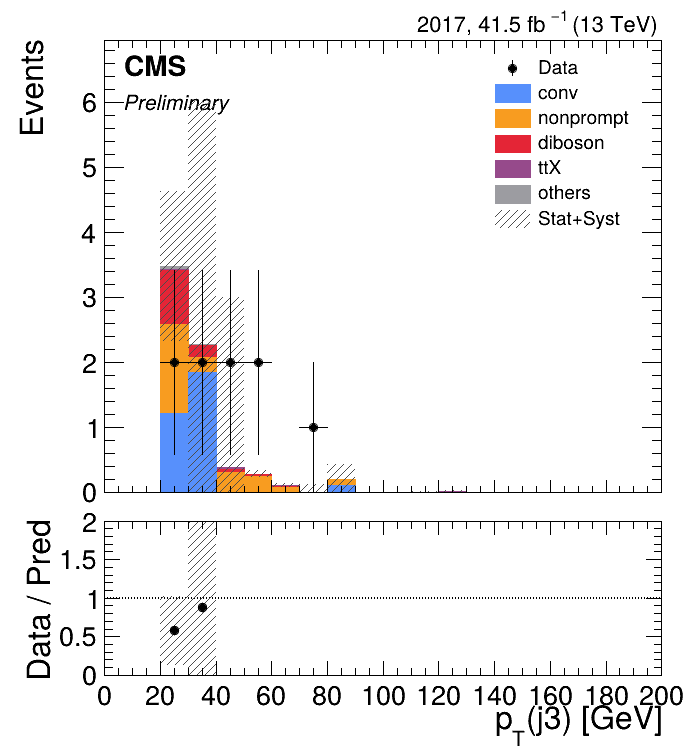 2017, 41.5 fb⁻¹ (13 TeV)
CMS
Preliminary
Events
6
5
4
3
2
1
0
Data
conv
nonprompt
diboson
ttX
others
Stat+Syst
Data / Pred
2
1.5
1
0.5
0
0 20 40 60 80 100 120 140 160 180 200
p_T(j3) [GeV]